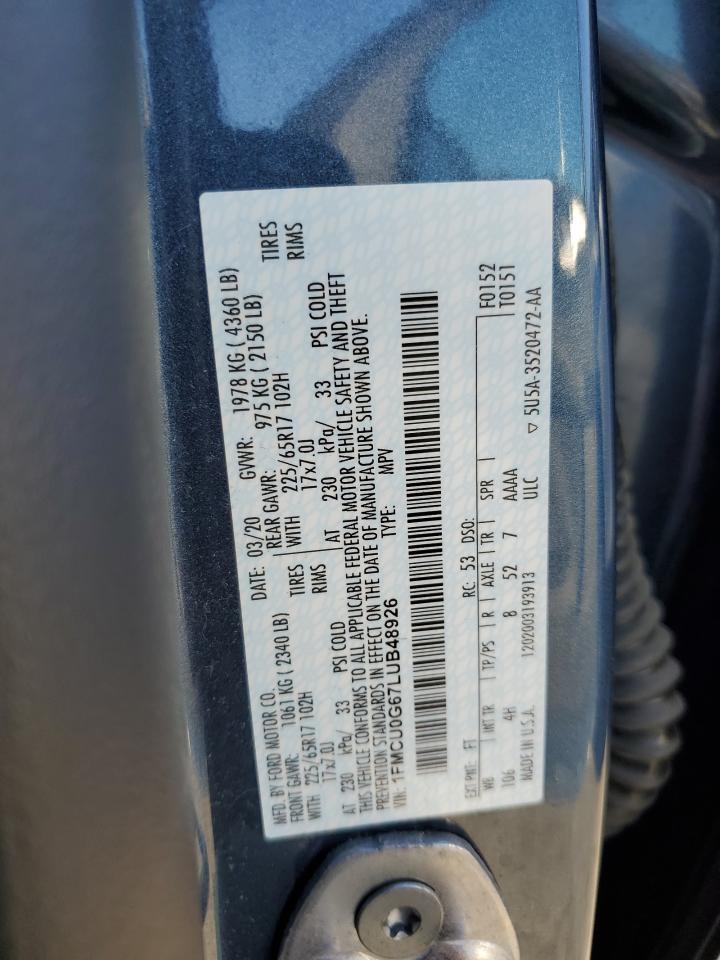 MFD. BY FORD MOTOR CO. DATE: 03/20 GVWR: 1978 KG ( 4360 LB)
FRONT GAWR: 1061 KG ( 2340 LB) REAR GAWR: 975 KG ( 2150 LB)
WITH 225/65R17 102H TIRES WITH 225/65R17 102H TIRES
17x7.0J RIMS 17x7.0J RIMS
AT 230 kPa/ 33 PSI COLD AT 230 kPa/ 33 PSI COLD
THIS VEHICLE CONFORMS TO ALL APPLICABLE FEDERAL MOTOR VEHICLE SAFETY AND THEFT
PREVENTION STANDARDS IN EFFECT ON THE DATE OF MANUFACTURE SHOWN ABOVE.
VIN: 1FMCU0G67LUB48926 TYPE: MPV
EXT PNT: FT RC: 53 DSO: F0152
WB INT TR TP/PS R AXLE TR SPR T0151
106 4H 8 52 7 AAAA
MADE IN U.S.A. 1202003193913 ULC ▽ 5U5A-3520472-AA